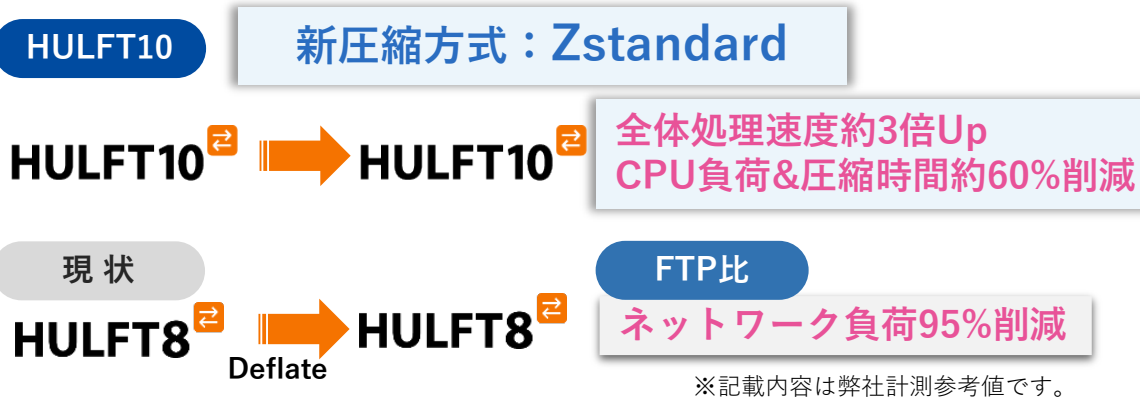 HULFT10
新圧縮方式：Zstandard
HULFT10
HULFT10
全体処理速度約3倍Up
CPU負荷&圧縮時間約60%削減
現 状
FTP比
HULFT8
Deflate
HULFT8
ネットワーク負荷95%削減
※記載内容は弊社計測参考値です。